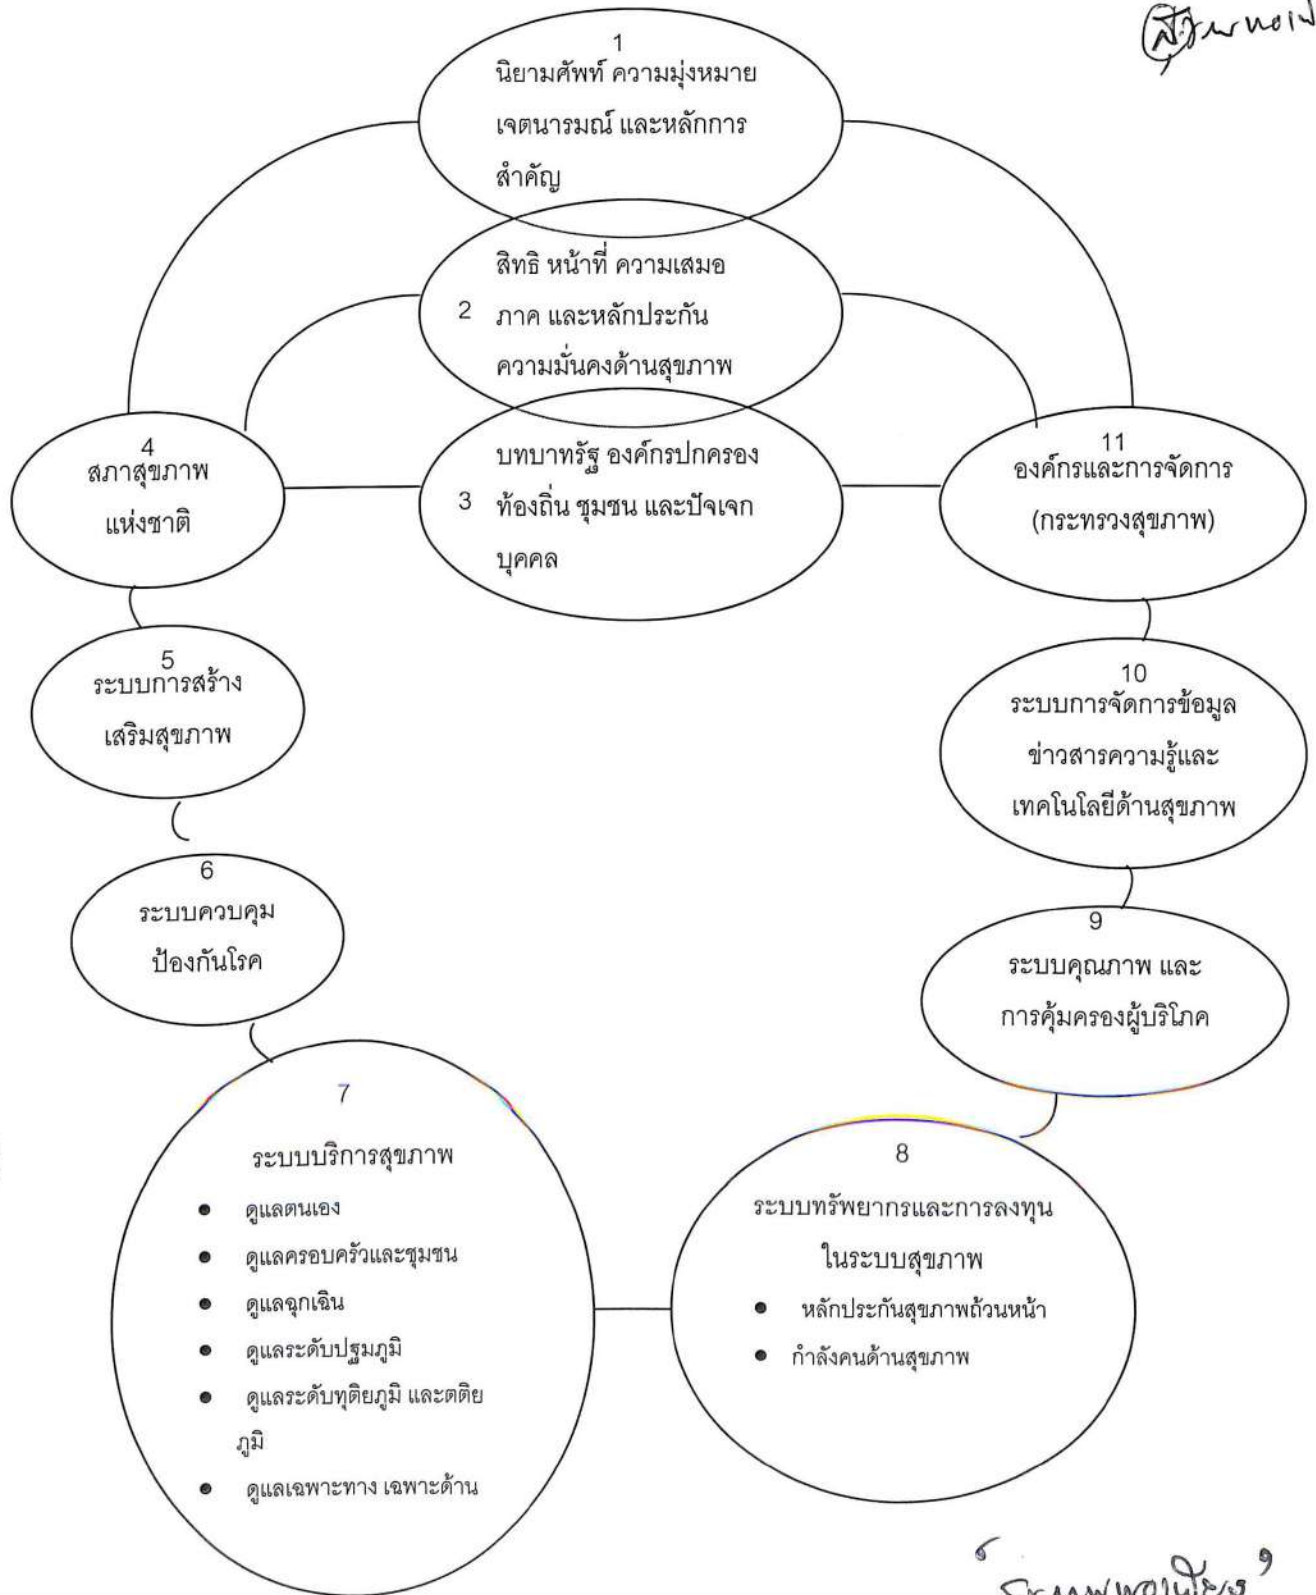 1
นิยามศัพท์ ความมุ่งหมาย
เจตนารมณ์ และหลักการ
สำคัญ
สิทธิ หน้าที่ ความเสมอ
2 ภาค และหลักประกัน
ความมั่นคงด้านสุขภาพ
บทบาทรัฐ องค์กรปกครอง
3 ท้องถิ่น ชุมชน และปัจเจก
บุคคล
4
สภาสุขภาพ
แห่งชาติ
11
องค์กรและการจัดการ
(กระทรวงสุขภาพ)
5
ระบบการสร้าง
เสริมสุขภาพ
10
ระบบการจัดการข้อมูล
ข่าวสารความรู้และ
เทคโนโลยีด้านสุขภาพ
6
ระบบควบคุม
ป้องกันโรค
9
ระบบคุณภาพ และ
การคุ้มครองผู้บริโภค
7
ระบบบริการสุขภาพ
● ดูแลตนเอง
● ดูแลครอบครัวและชุมชน
● ดูแลฉุกเฉิน
● ดูแลระดับปฐมภูมิ
● ดูแลระดับทุติยภูมิ และตติย
ภูมิ
● ดูแลเฉพาะทาง เฉพาะด้าน
8
ระบบทรัพยากรและการลงทุน
ในระบบสุขภาพ
● หลักประกันสุขภาพถ้วนหน้า
● กำลังคนด้านสุขภาพ